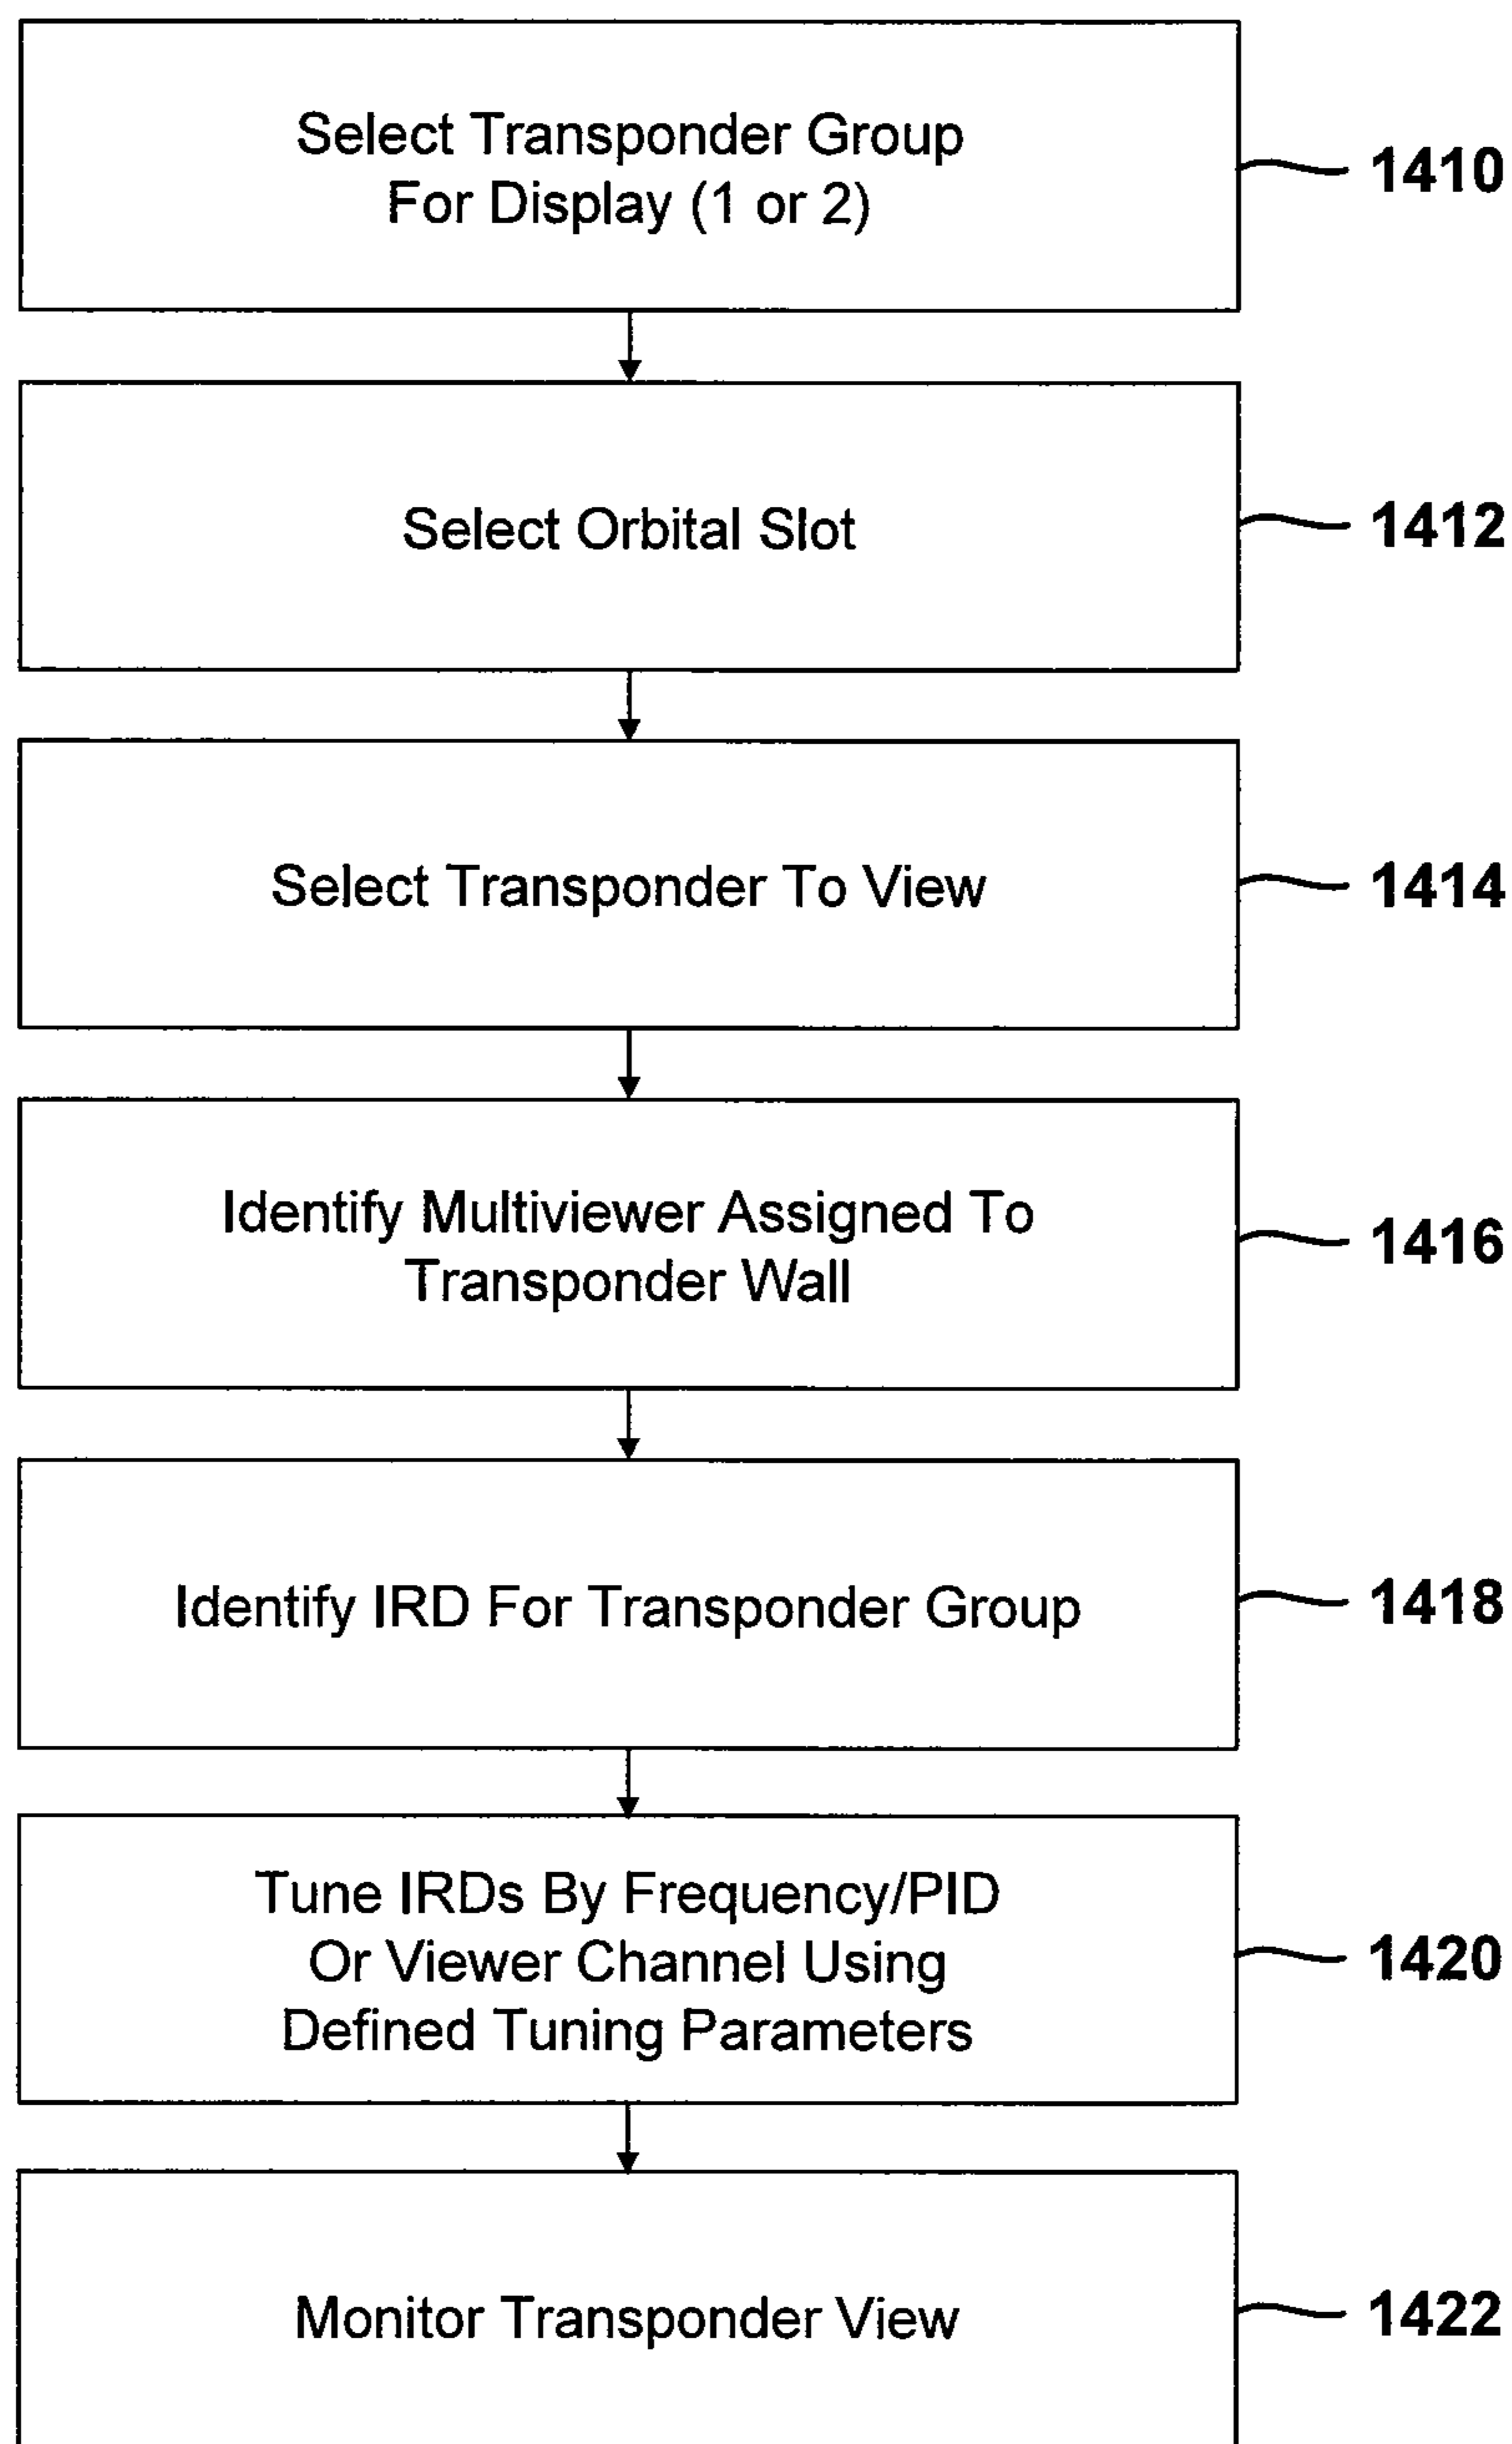 Select Transponder Group
For Display (1 or 2)
1410
Select Orbital Slot
1412
Select Transponder To View
1414
Identify Multiviewer Assigned To
Transponder Wall
1416
Identify IRD For Transponder Group
1418
Tune IRDs By Frequency/PID
Or Viewer Channel Using
Defined Tuning Parameters
1420
Monitor Transponder View
1422